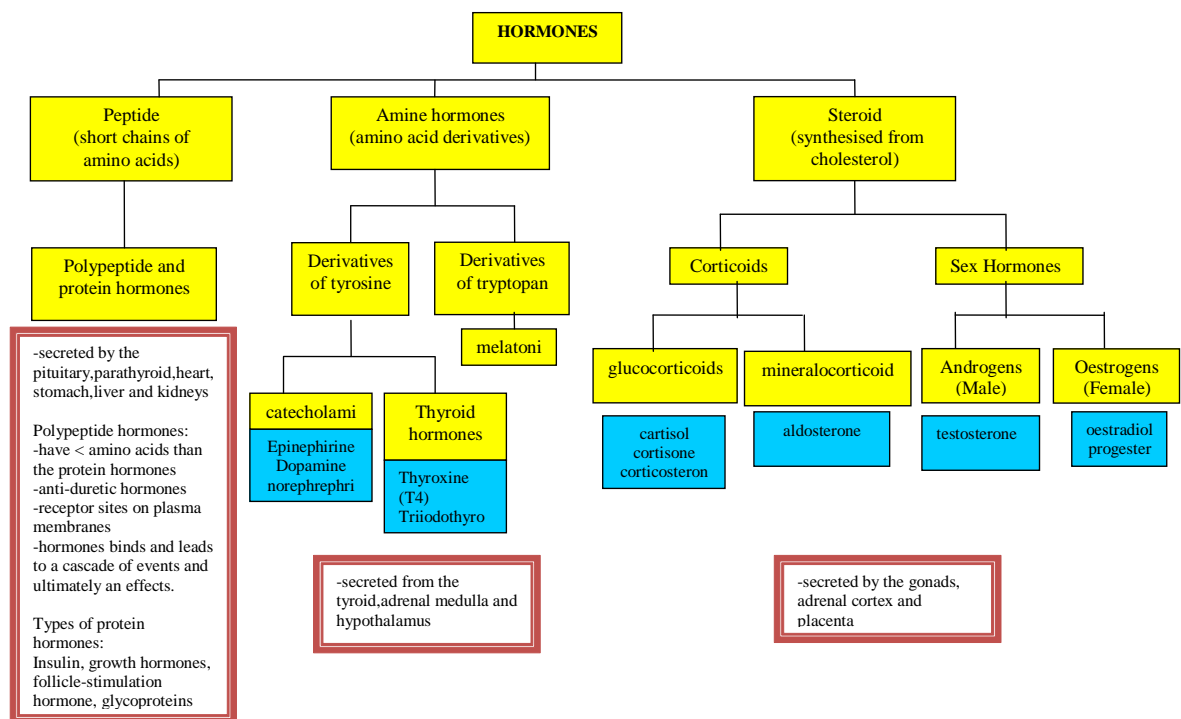 HORMONES
Peptide
(short chains of
amino acids)
Amine hormones
(amino acid derivatives)
Steroid
(synthesised from
cholesterol)
Polypeptide and
protein hormones
Derivatives
of tyrosine
Derivatives
of tryptopan
Corticoids
Sex Hormones
melatoni
glucocorticoids
mineralocorticoid
Androgens
(Male)
Oestrogens
(Female)
catecholami
Epinephirine
Dopamine
norephrephri
Thyroid
hormones
Thyroxine
(T4)
Triiodothyro
cartisol
cortisone
corticosteron
aldosterone
testosterone
oestradiol
progester
-secreted by the
pituitary,parathyroid,heart,
stomach,liver and kidneys
Polypeptide hormones:
-have < amino acids than
the protein hormones
-anti-duretic hormones
-receptor sites on plasma
membranes
-hormones binds and leads
to a cascade of events and
ultimately an effects.
Types of protein
hormones:
Insulin, growth hormones,
follicle-stimulation
hormone, glycoproteins
-secreted from the
tyroid,adrenal medulla and
hypothalamus
-secreted by the gonads,
adrenal cortex and
placenta